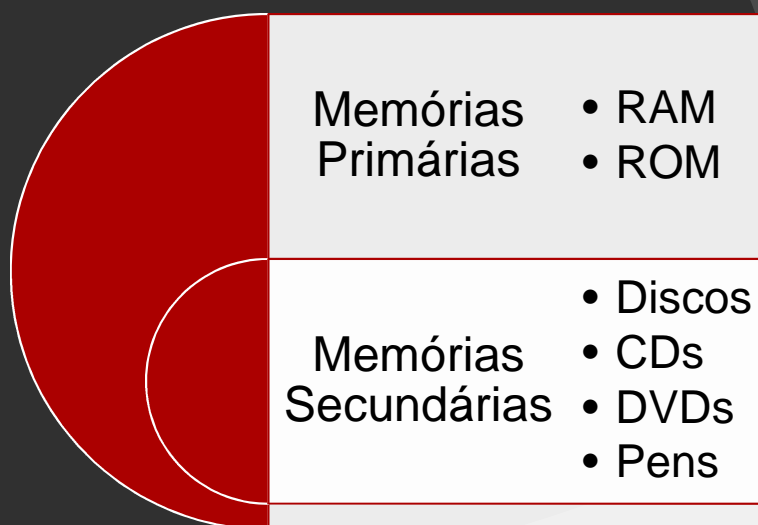 Memórias
Primárias
• RAM
• ROM
Memórias
Secundárias
• Discos
• CDs
• DVDs
• Pens